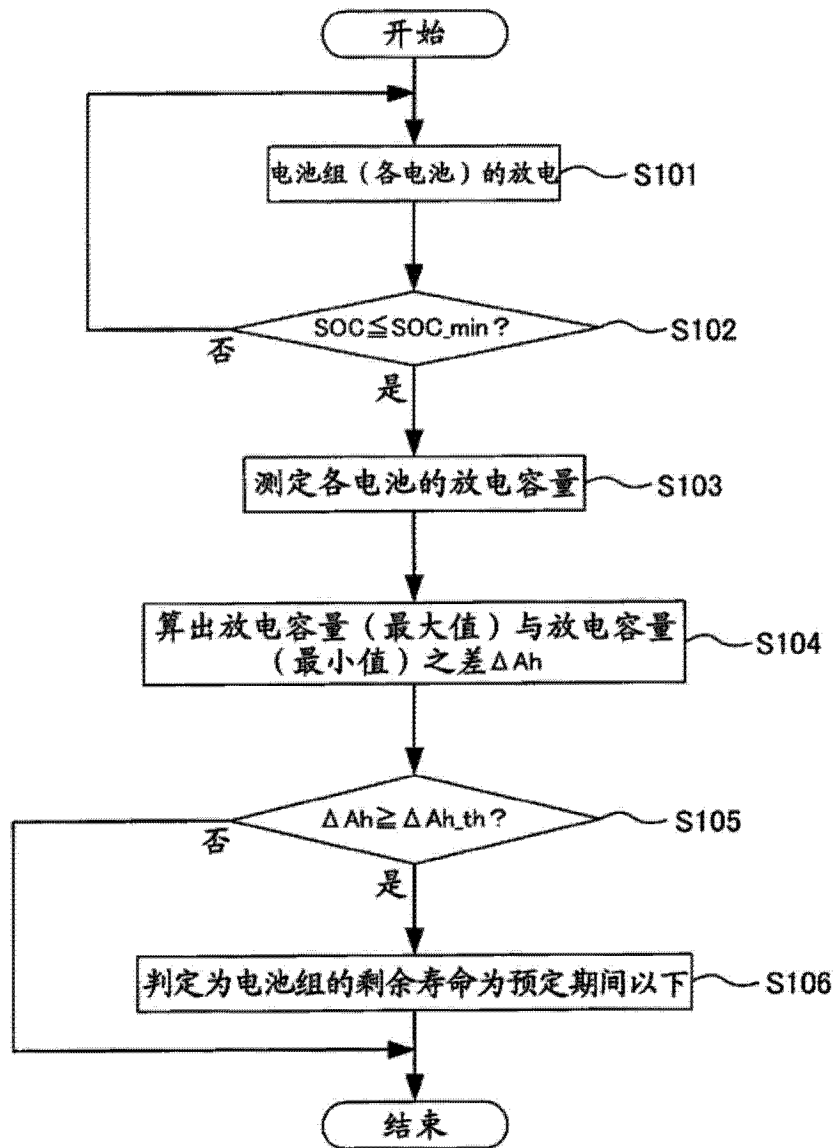 开始
电池组（各电池）的放电
S101
SOC≦SOC_min？
S102
否
是
测定各电池的放电容量
S103
算出放电容量（最大值）与放电容量
（最小值）之差ΔAh
S104
ΔAh≧ΔAh_th？
S105
否
是
判定为电池组的剩余寿命为预定期间以下
S106
结束